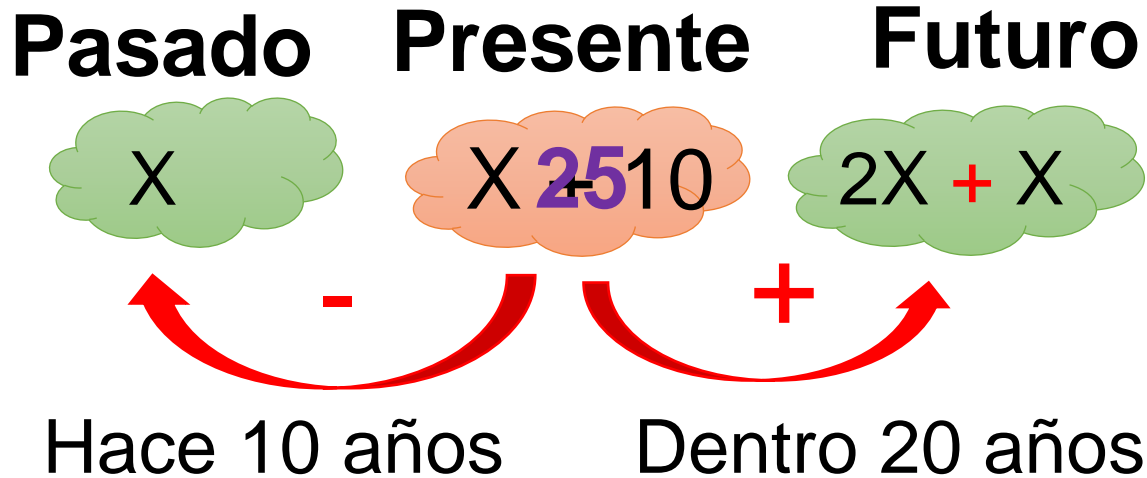 Pasado Presente Futuro
X X + 10 2X + X
25
- +
Hace 10 años Dentro 20 años